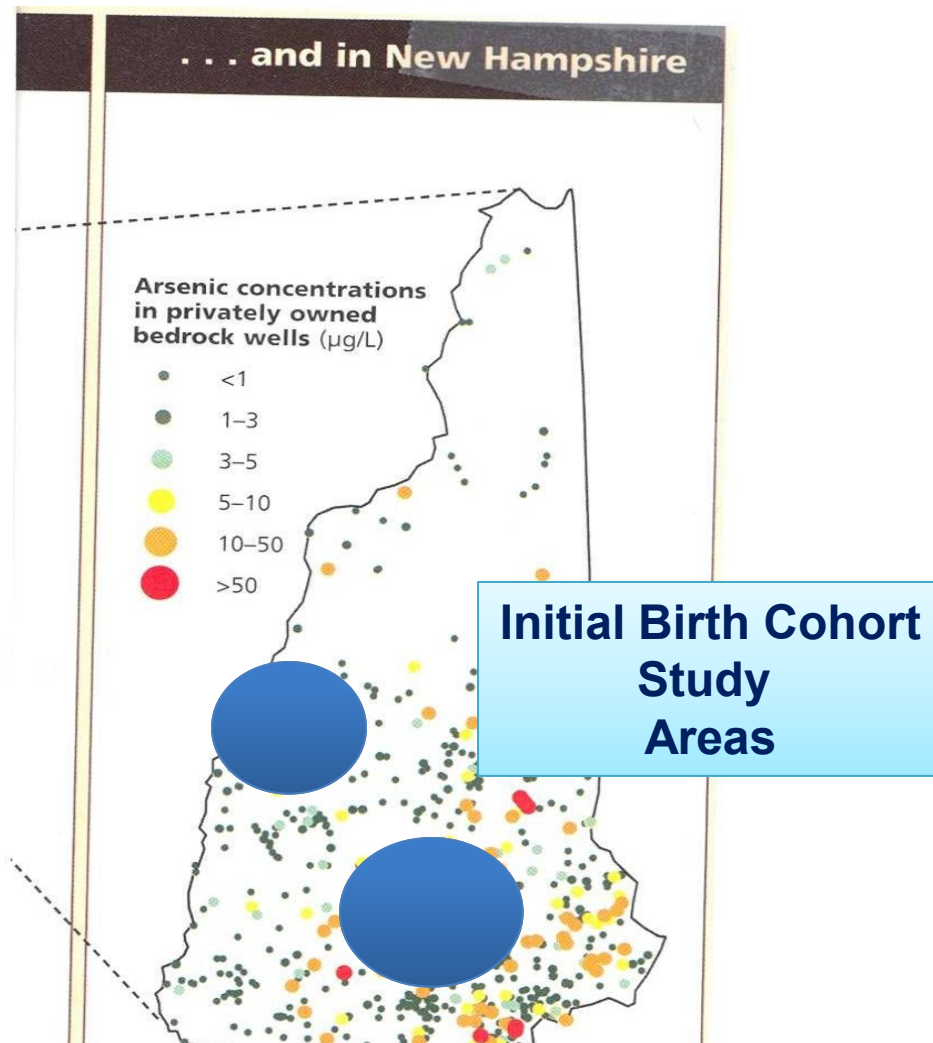 . . . and in New Hampshire
Arsenic concentrations
in privately owned
bedrock wells (µg/L)
<1
1–3
3–5
5–10
10–50
>50
Initial Birth Cohort
Study
Areas